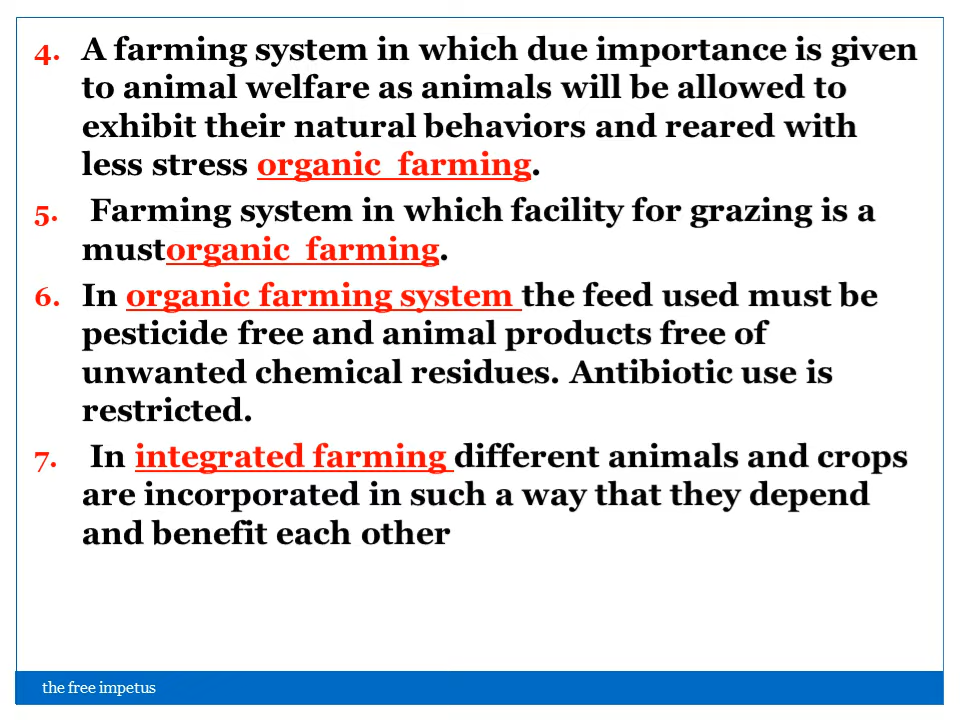 4. A farming system in which due importance is given
to animal welfare as animals will be allowed to
exhibit their natural behaviors and reared with
less stress organic  farming.
5.  Farming system in which facility for grazing is a
mustorganic  farming.
6. In organic farming system the feed used must be
pesticide free and animal products free of
unwanted chemical residues. Antibiotic use is
restricted.
7.  In integrated farming different animals and crops
are incorporated in such a way that they depend
and benefit each other
the free impetus